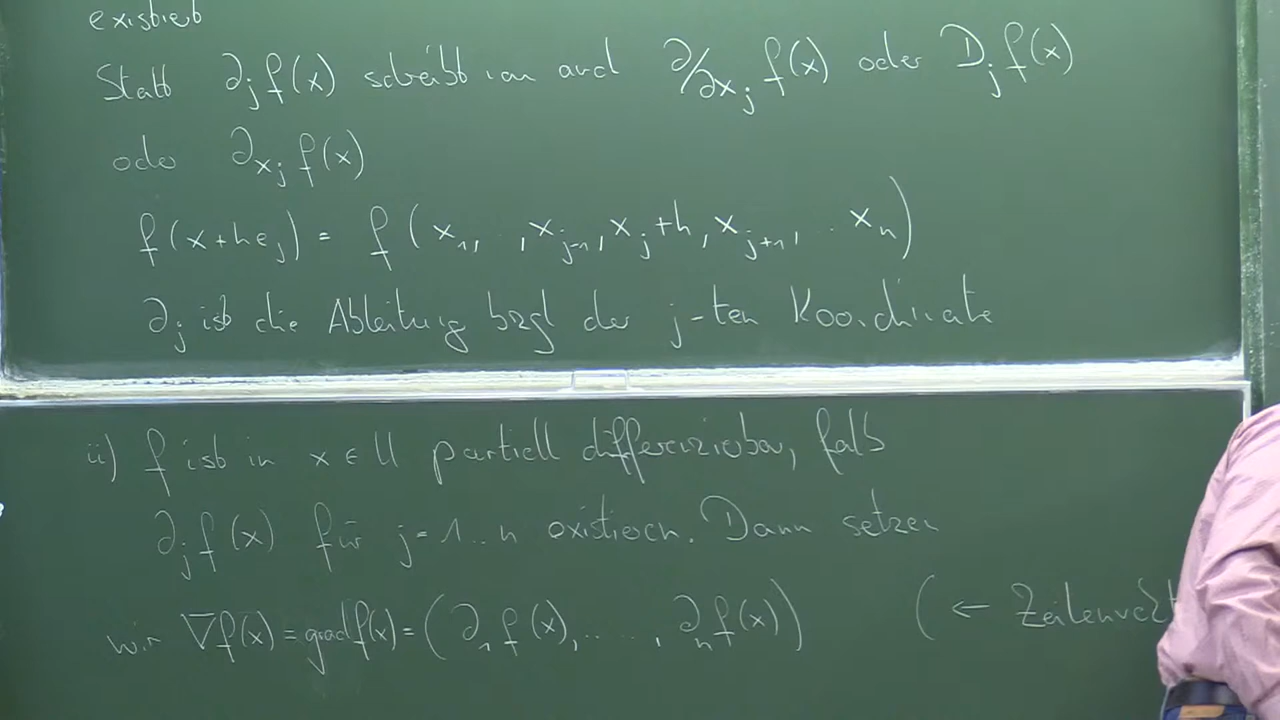 existiert
Statt ∂_j f(x) schreibt man auch ∂/∂x_j f(x) oder D_j f(x)
oder ∂_{x_j} f(x)
f(x+he_j) = f(x_1, ., x_{j-1}, x_j+h, x_{j+1}, .. x_n)
∂_j ist die Ableitung bzgl der j-ten Koordinate
ii) f ist in x ∈ U partiell differenzierbar, falls
∂_j f(x) für j=1..n existieren. Dann setzen
wir ∇f(x) = grad f(x) = (∂_1 f(x), ...., ∂_n f(x)) (← Zeilenvekt